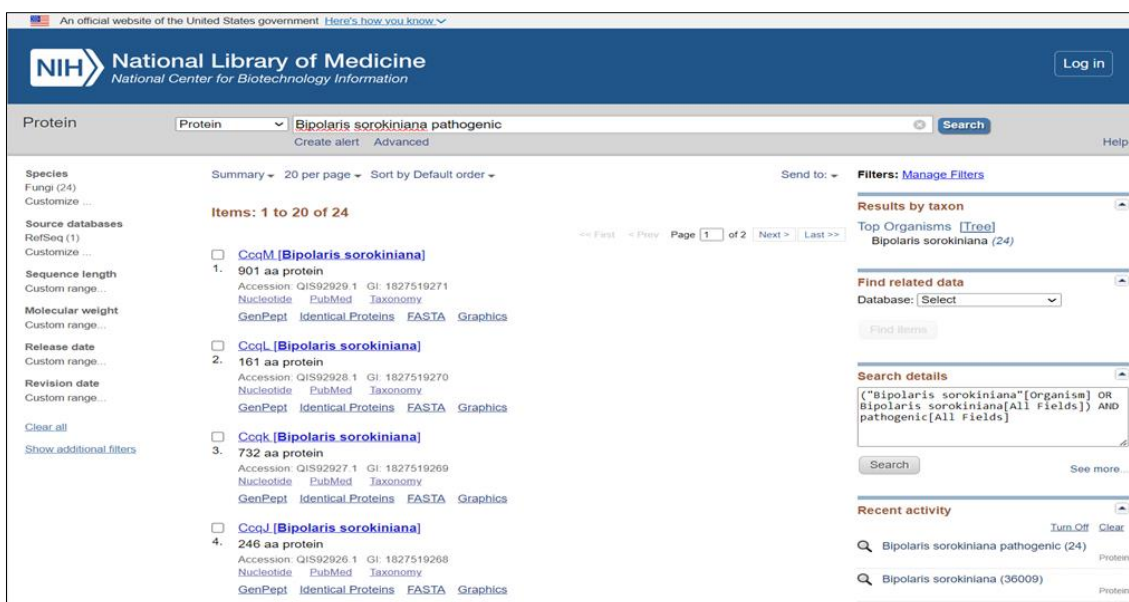 An official website of the United States government Here's how you know
NIH National Library of Medicine
National Center for Biotechnology Information
Log in
Protein
Protein
Bipolaris sorokiniana pathogenic
Search
Create alert Advanced
Help
Species
Fungi (24)
Customize ...
Source databases
RefSeq (1)
Customize ...
Sequence length
Custom range...
Molecular weight
Custom range...
Release date
Custom range...
Revision date
Custom range...
Clear all
Show additional filters
Summary 20 per page Sort by Default order
Send to:
Items: 1 to 20 of 24
<< First < Prev Page 1 of 2 Next > Last >>
CcqM [Bipolaris sorokiniana]
1. 901 aa protein
Accession: QIS92929.1 GI: 1827519271
Nucleotide PubMed Taxonomy
GenPept Identical Proteins FASTA Graphics
CcqL [Bipolaris sorokiniana]
2. 161 aa protein
Accession: QIS92928.1 GI: 1827519270
Nucleotide PubMed Taxonomy
GenPept Identical Proteins FASTA Graphics
Ccqk [Bipolaris sorokiniana]
3. 732 aa protein
Accession: QIS92927.1 GI: 1827519269
Nucleotide PubMed Taxonomy
GenPept Identical Proteins FASTA Graphics
CcqJ [Bipolaris sorokiniana]
4. 246 aa protein
Accession: QIS92926.1 GI: 1827519268
Nucleotide PubMed Taxonomy
GenPept Identical Proteins FASTA Graphics
Filters: Manage Filters
Results by taxon
Top Organisms [Tree]
Bipolaris sorokiniana (24)
Find related data
Database: Select
Find items
Search details
("Bipolaris sorokiniana"[Organism] OR
Bipolaris sorokiniana[All Fields]) AND
pathogenic[All Fields]
Search
See more...
Recent activity
Turn Off Clear
Bipolaris sorokiniana pathogenic (24)
Protein
Bipolaris sorokiniana (36009)
Protein